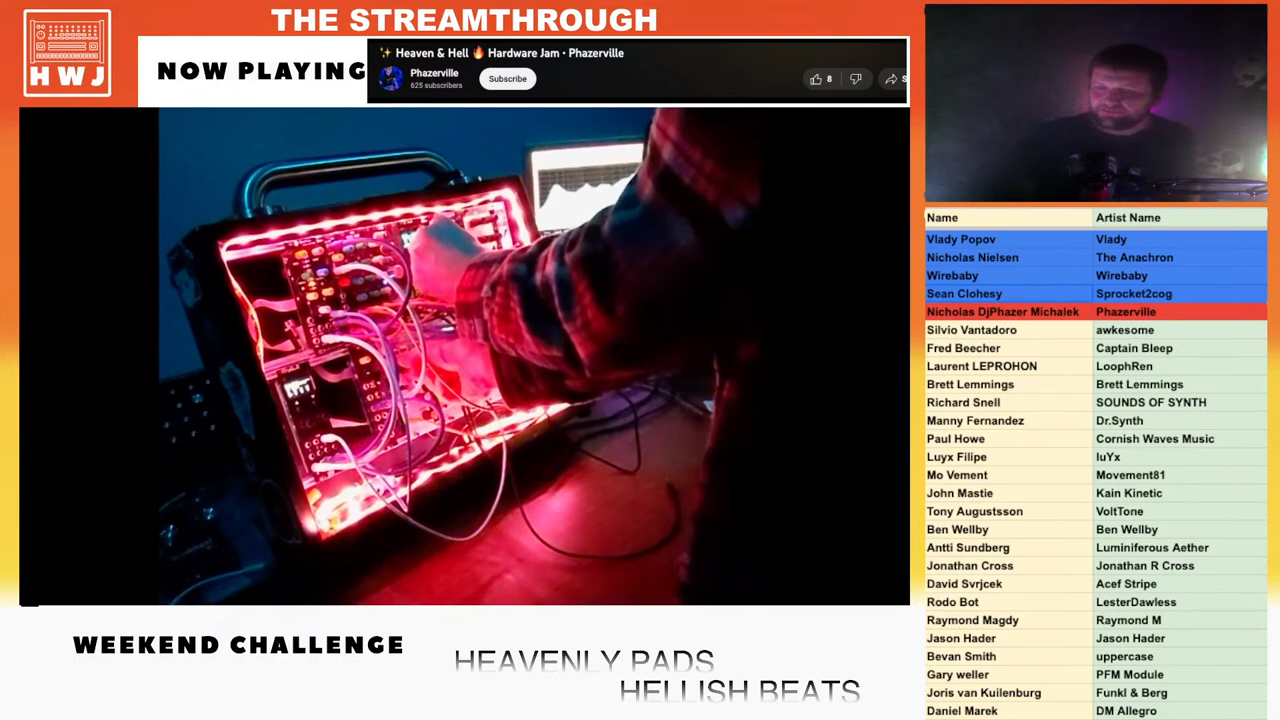 THE STREAMTHROUGH
HWJ
NOW PLAYING
✨ Heaven & Hell 🔥 Hardware Jam • Phazerville
Phazerville
625 subscribers
Subscribe
8
S
Name Artist Name
Vlady Popov Vlady
Nicholas Nielsen The Anachron
Wirebaby Wirebaby
Sean Clohesy Sprocket2cog
Nicholas DjPhazer Michalek Phazerville
Silvio Vantadoro awkesome
Fred Beecher Captain Bleep
Laurent LEPROHON LoophRen
Brett Lemmings Brett Lemmings
Richard Snell SOUNDS OF SYNTH
Manny Fernandez Dr.Synth
Paul Howe Cornish Waves Music
Luyx Filipe luYx
Mo Vement Movement81
John Mastie Kain Kinetic
Tony Augustsson VoltTone
Ben Wellby Ben Wellby
Antti Sundberg Luminiferous Aether
Jonathan Cross Jonathan R Cross
David Svrjcek Acef Stripe
Rodo Bot LesterDawless
Raymond Magdy Raymond M
Jason Hader Jason Hader
Bevan Smith uppercase
Gary weller PFM Module
Joris van Kuilenburg Funkl & Berg
Daniel Marek DM Allegro
WEEKEND CHALLENGE
HEAVENLY PADS
HELLISH BEATS